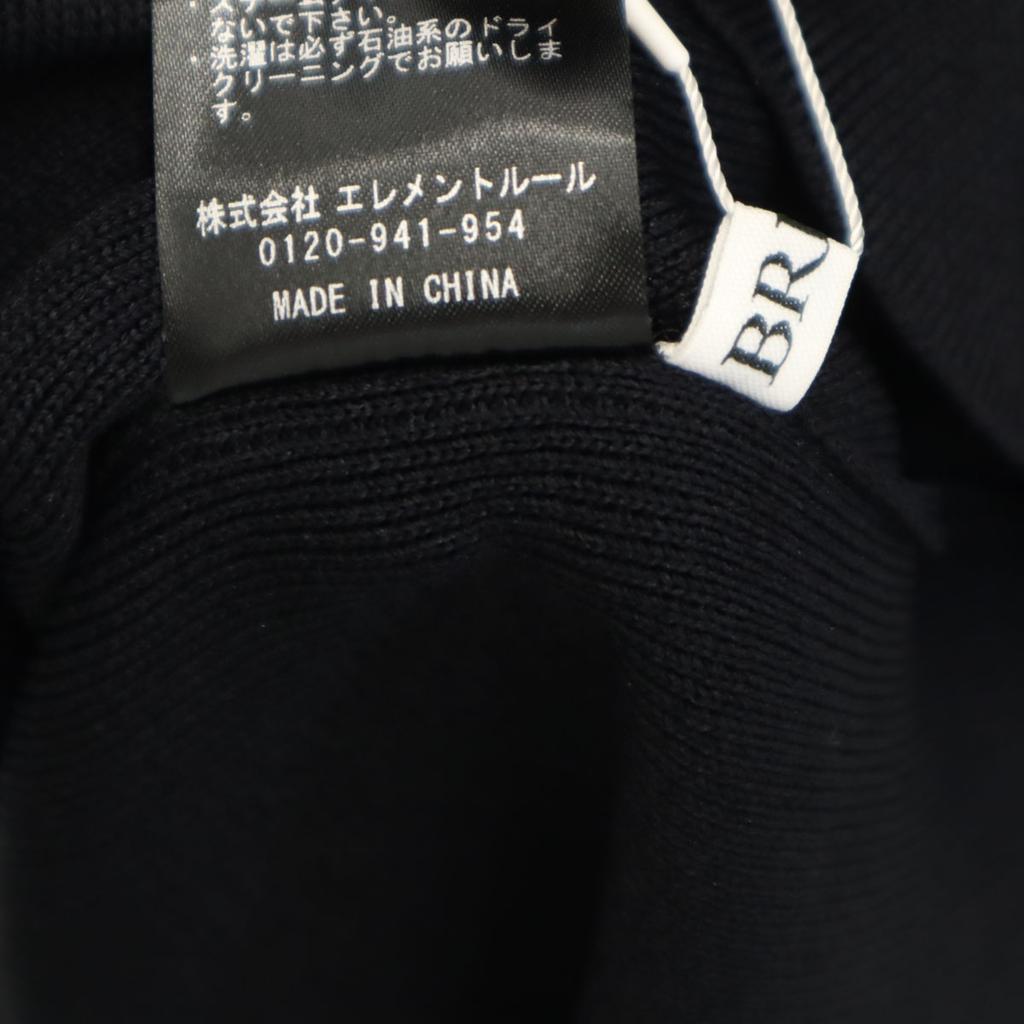 ないで下さい。
・洗濯は必ず石油系のドライ
クリーニングでお願いしま
す。
株式会社 エレメントルール
0120-941-954
MADE IN CHINA
BR